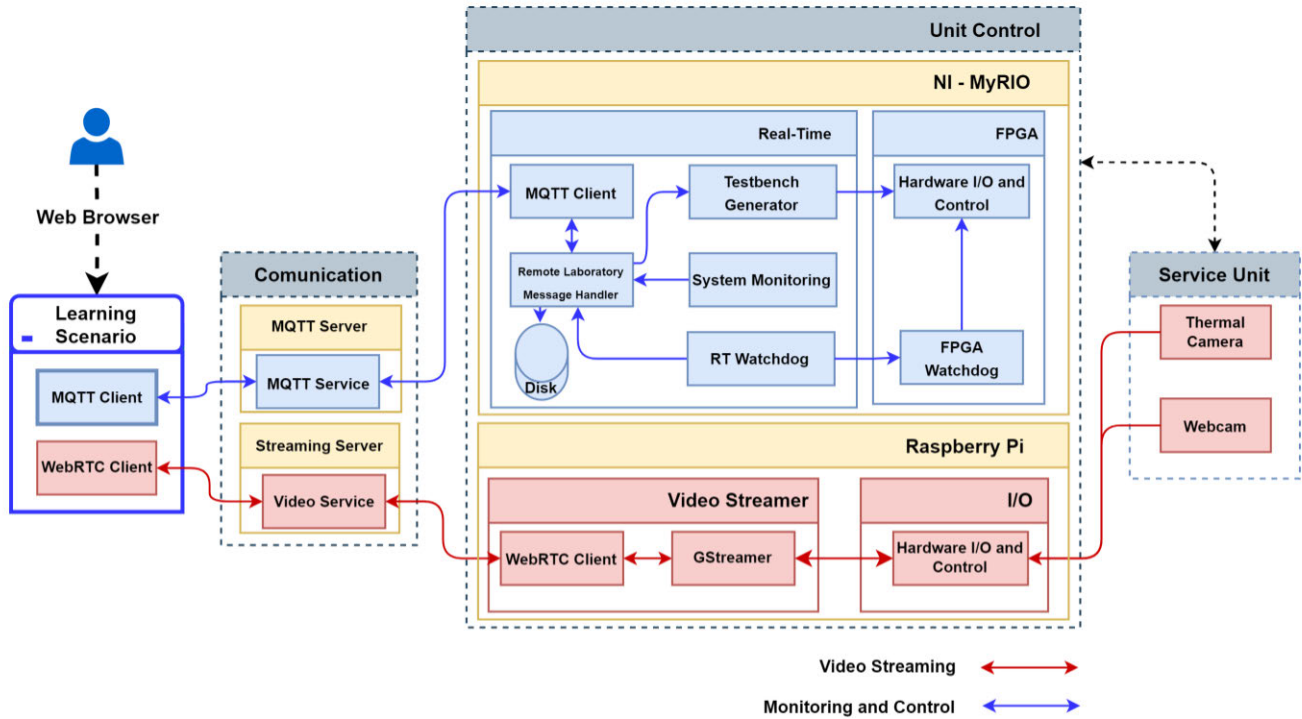 Unit Control
NI - MyRIO
Real-Time
FPGA
MQTT Client
Testbench
Generator
Hardware I/O and
Control
Remote Laboratory
Message Handler
System Monitoring
Disk
RT Watchdog
FPGA
Watchdog
Web Browser
Learning
Scenario
MQTT Client
WebRTC Client
Comunication
MQTT Server
MQTT Service
Streaming Server
Video Service
Raspberry Pi
Video Streamer
I/O
WebRTC Client
GStreamer
Hardware I/O and
Control
Service Unit
Thermal
Camera
Webcam
Video Streaming
Monitoring and Control